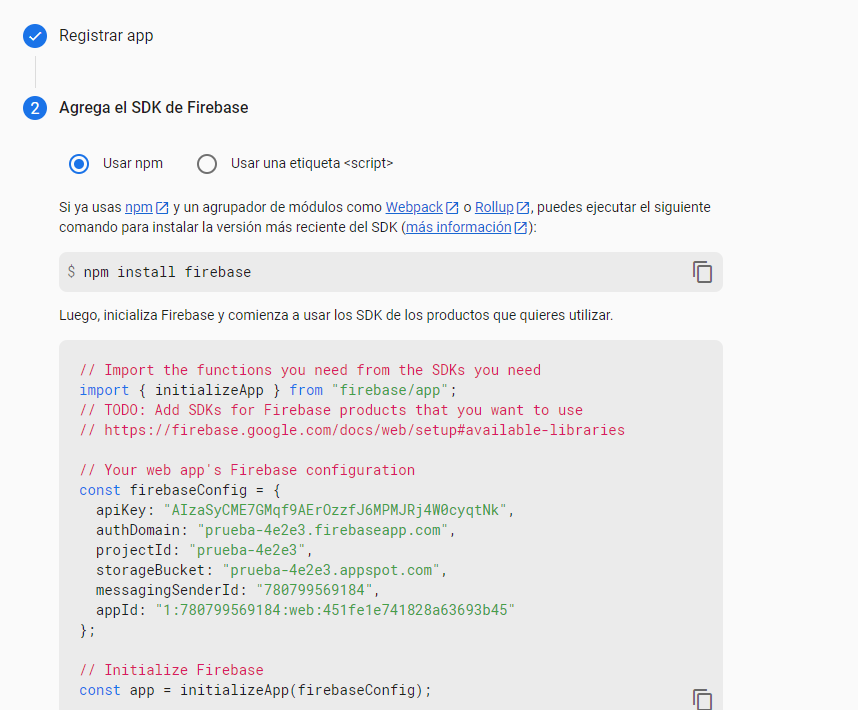 Registrar app
2 Agrega el SDK de Firebase
Usar npm Usar una etiqueta <script>
Si ya usas npm y un agrupador de módulos como Webpack o Rollup, puedes ejecutar el siguiente
comando para instalar la versión más reciente del SDK (más información):
$ npm install firebase
Luego, inicializa Firebase y comienza a usar los SDK de los productos que quieres utilizar.
// Import the functions you need from the SDKs you need
import { initializeApp } from "firebase/app";
// TODO: Add SDKs for Firebase products that you want to use
// https://firebase.google.com/docs/web/setup#available-libraries
// Your web app's Firebase configuration
const firebaseConfig = {
  apiKey: "AIzaSyCME7GMqf9AErOzzfJ6MPMJRj4W0cyqtNk",
  authDomain: "prueba-4e2e3.firebaseapp.com",
  projectId: "prueba-4e2e3",
  storageBucket: "prueba-4e2e3.appspot.com",
  messagingSenderId: "780799569184",
  appId: "1:780799569184:web:451fe1e741828a63693b45"
};
// Initialize Firebase
const app = initializeApp(firebaseConfig);